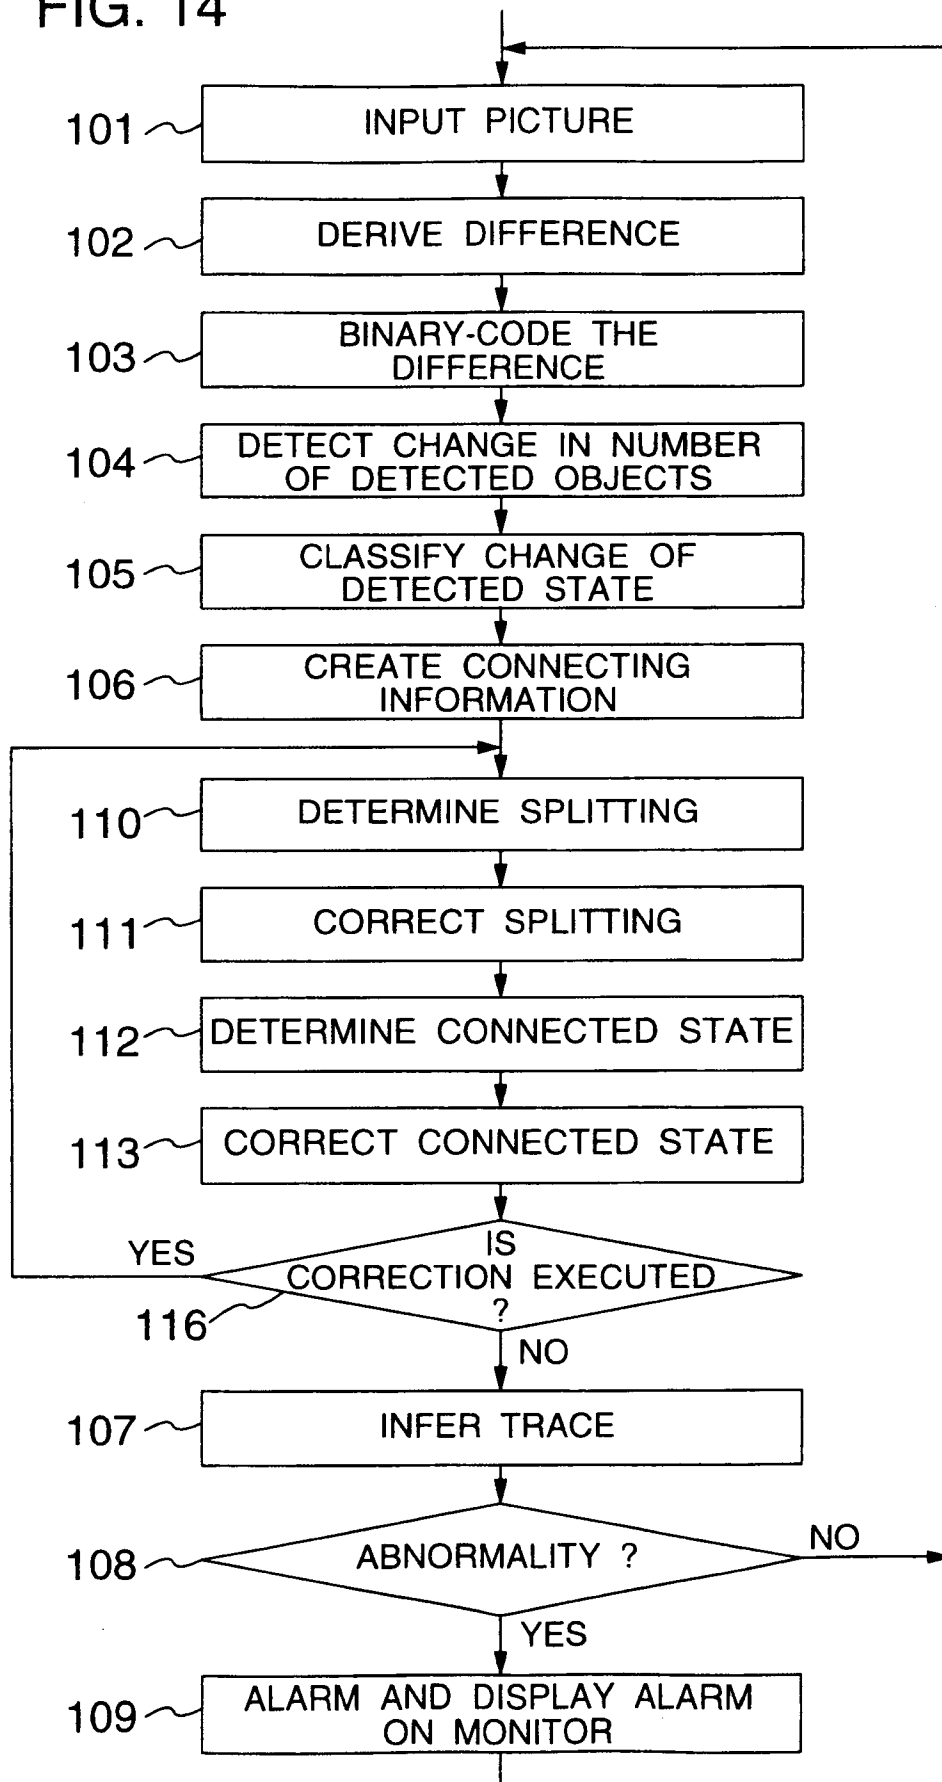 FIG. 14
101
INPUT PICTURE
102
DERIVE DIFFERENCE
103
BINARY-CODE THE
DIFFERENCE
104
DETECT CHANGE IN NUMBER
OF DETECTED OBJECTS
105
CLASSIFY CHANGE OF
DETECTED STATE
106
CREATE CONNECTING
INFORMATION
110
DETERMINE SPLITTING
111
CORRECT SPLITTING
112
DETERMINE CONNECTED STATE
113
CORRECT CONNECTED STATE
YES
IS
CORRECTION EXECUTED
?
116
NO
107
INFER TRACE
108
ABNORMALITY ?
NO
YES
109
ALARM AND DISPLAY ALARM
ON MONITOR